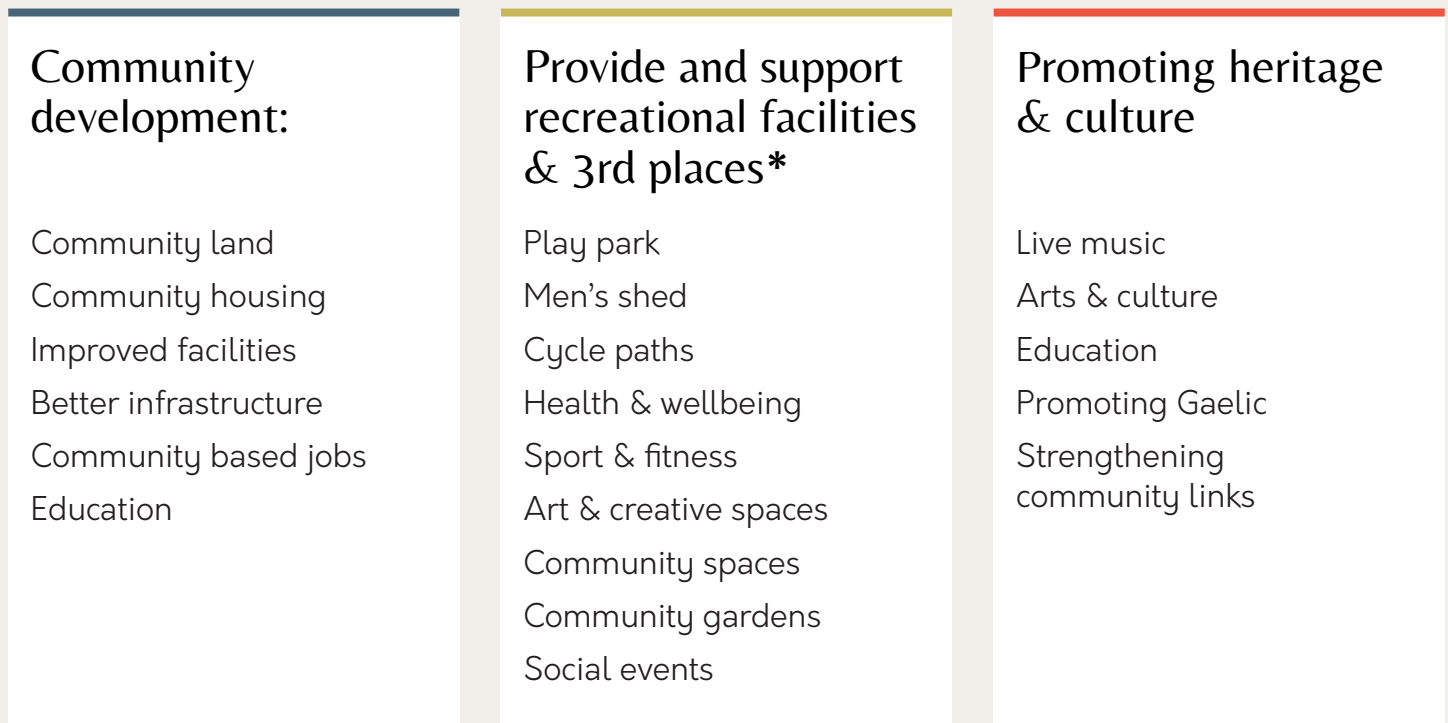 Community
development:
Community land
Community housing
Improved facilities
Better infrastructure
Community based jobs
Education
Provide and support
recreational facilities
& 3rd places*
Play park
Men’s shed
Cycle paths
Health & wellbeing
Sport & fitness
Art & creative spaces
Community spaces
Community gardens
Social events
Promoting heritage
& culture
Live music
Arts & culture
Education
Promoting Gaelic
Strengthening
community links